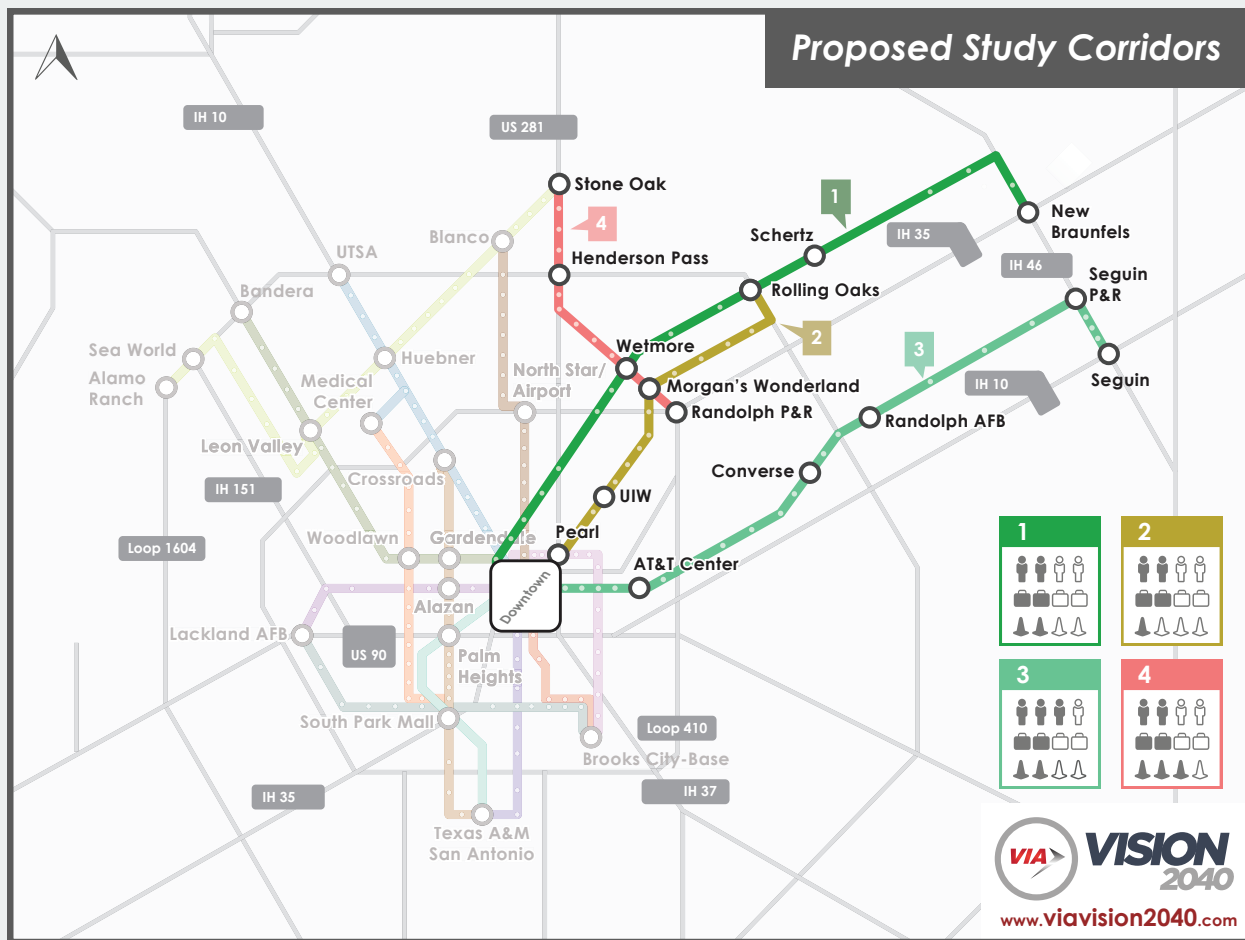 Proposed Study Corridors
IH 10
US 281
Stone Oak
4
1
New
Braunfels
Schertz
IH 35
Blanco
UTSA
Henderson Pass
IH 46
Seguin
P&R
Bandera
Rolling Oaks
2
3
Sea World
Huebner
Wetmore
Alamo
Ranch
Medical
Center
North Star/
Airport
Morgan's Wonderland
Seguin
IH 10
Randolph P&R
Randolph AFB
Leon Valley
Crossroads
Converse
IH 151
UIW
Loop 1604
Woodlawn
Gardendale
Pearl
AT&T Center
Downtown
Alazan
Lackland AFB
US 90
Palm
Heights
South Park Mall
Loop 410
Brooks City-Base
IH 35
IH 37
Texas A&M
San Antonio
1
2
3
4
VIA
VISION
2040
www.viavision2040.com